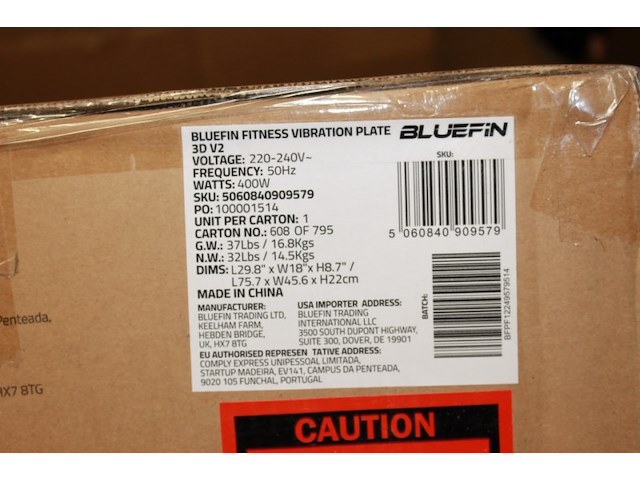 BLUEFIN FITNESS VIBRATION PLATE
3D V2
VOLTAGE: 220-240V~
FREQUENCY: 50Hz
WATTS: 400W
SKU: 5060840909579
PO: 100001514
UNIT PER CARTON: 1
CARTON NO.: 608 OF 795
G.W.: 37Lbs / 16.8Kgs
N.W.: 32Lbs / 14.5Kgs
DIMS: L29.8" x W18"x H8.7" /
L75.7 x W45.6 x H22cm
MADE IN CHINA
BLUEFIN
SKU:
5 060840 909579
BATCH:
BFPF12249579514
MANUFACTURER:
BLUEFIN TRADING LTD,
KEELHAM FARM,
HEBDEN BRIDGE,
UK, HX7 8TG
USA IMPORTER ADDRESS:
BLUEFIN TRADING
INTERNATIONAL LLC
3500 SOUTH DUPONT HIGHWAY,
SUITE 300, DOVER, DE 19901
EU AUTHORISED REPRESEN TATIVE ADDRESS:
COMPLY EXPRESS UNIPESSOAL LIMITADA,
STARTUP MADEIRA, EV141, CAMPUS DA PENTEADA,
9020 105 FUNCHAL, PORTUGAL
Penteada,
HX7 8TG
CAUTION